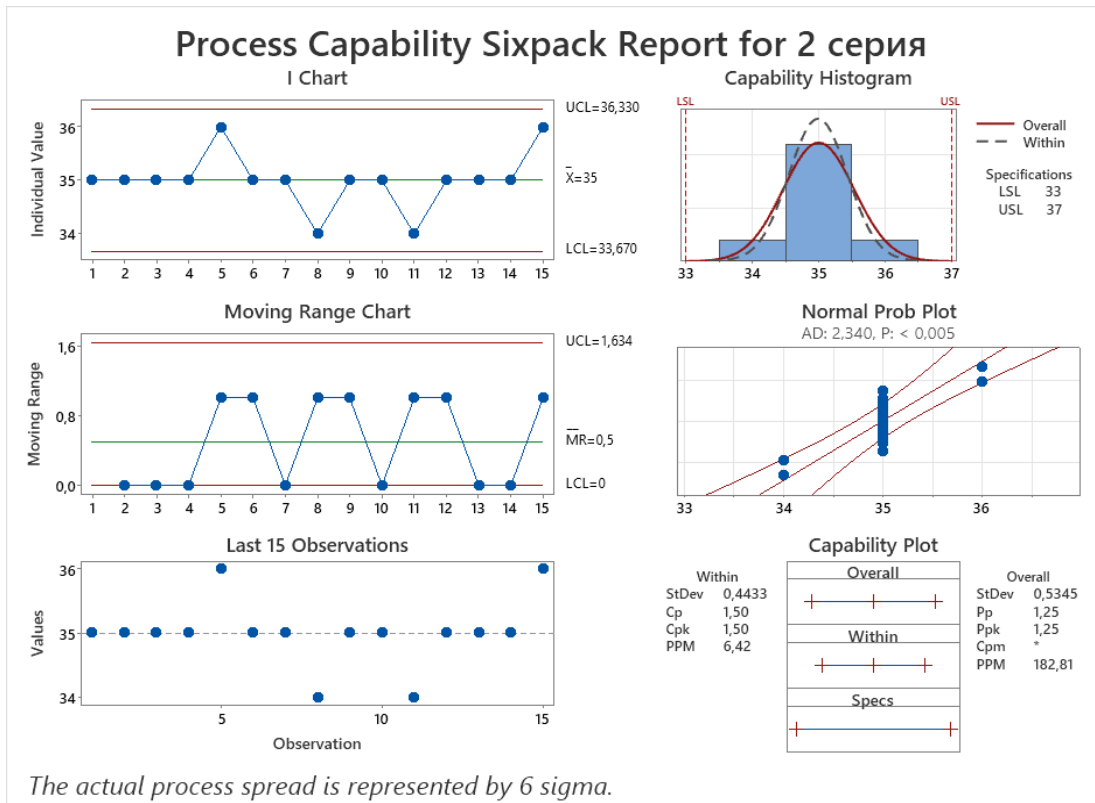 Process Capability Sixpack Report for 2 серия
I Chart
Individual Value
36
35
34
1 2 3 4 5 6 7 8 9 10 11 12 13 14 15
UCL=36,330
X̄=35
LCL=33,670
Capability Histogram
LSL USL
33 34 35 36 37
Overall
Within
Specifications
LSL 33
USL 37
Moving Range Chart
Moving Range
1,6
0,8
0,0
1 2 3 4 5 6 7 8 9 10 11 12 13 14 15
UCL=1,634
M̅R̅=0,5
LCL=0
Normal Prob Plot
AD: 2,340, P: < 0,005
33 34 35 36
Last 15 Observations
Values
36
35
34
5 10 15
Observation
Capability Plot
Within
StDev 0,4433
Cp 1,50
Cpk 1,50
PPM 6,42
Overall
Within
Specs
Overall
StDev 0,5345
Pp 1,25
Ppk 1,25
Cpm *
PPM 182,81
The actual process spread is represented by 6 sigma.